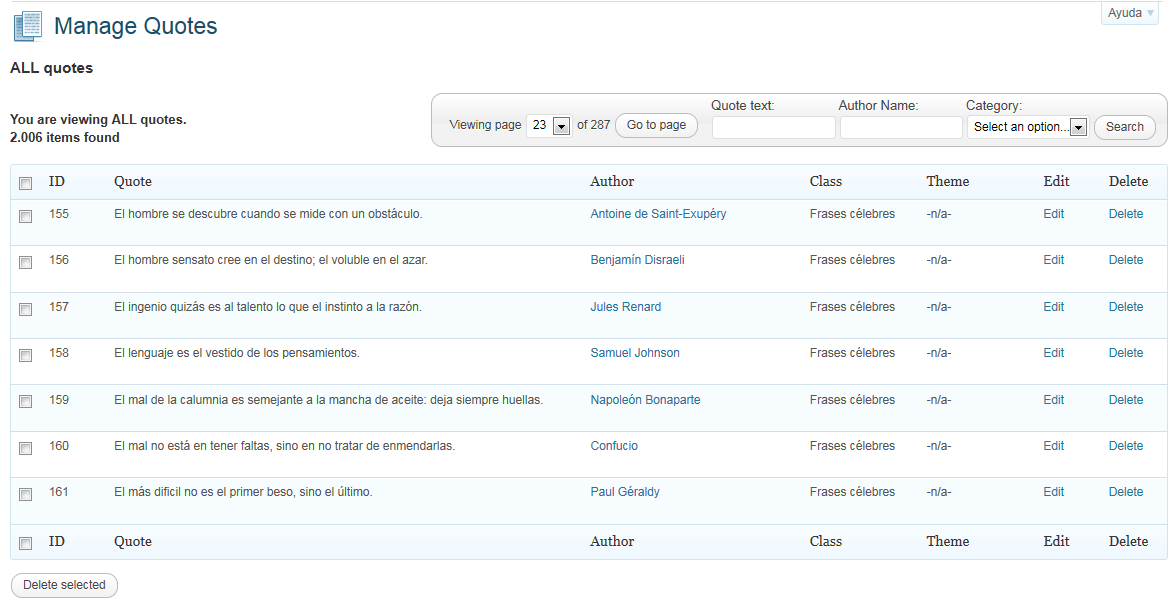 Ayuda
Manage Quotes
ALL quotes
You are viewing ALL quotes.
2.006 items found
Quote text: Author Name: Category:
Viewing page 23 of 287 Go to page Select an option... Search
ID Quote Author Class Theme Edit Delete
155 El hombre se descubre cuando se mide con un obstáculo. Antoine de Saint-Exupéry Frases célebres -n/a- Edit Delete
156 El hombre sensato cree en el destino; el voluble en el azar. Benjamín Disraeli Frases célebres -n/a- Edit Delete
157 El ingenio quizás es al talento lo que el instinto a la razón. Jules Renard Frases célebres -n/a- Edit Delete
158 El lenguaje es el vestido de los pensamientos. Samuel Johnson Frases célebres -n/a- Edit Delete
159 El mal de la calumnia es semejante a la mancha de aceite: deja siempre huellas. Napoleón Bonaparte Frases célebres -n/a- Edit Delete
160 El mal no está en tener faltas, sino en no tratar de enmendarlas. Confucio Frases célebres -n/a- Edit Delete
161 El más dificil no es el primer beso, sino el último. Paul Géraldy Frases célebres -n/a- Edit Delete
ID Quote Author Class Theme Edit Delete
Delete selected